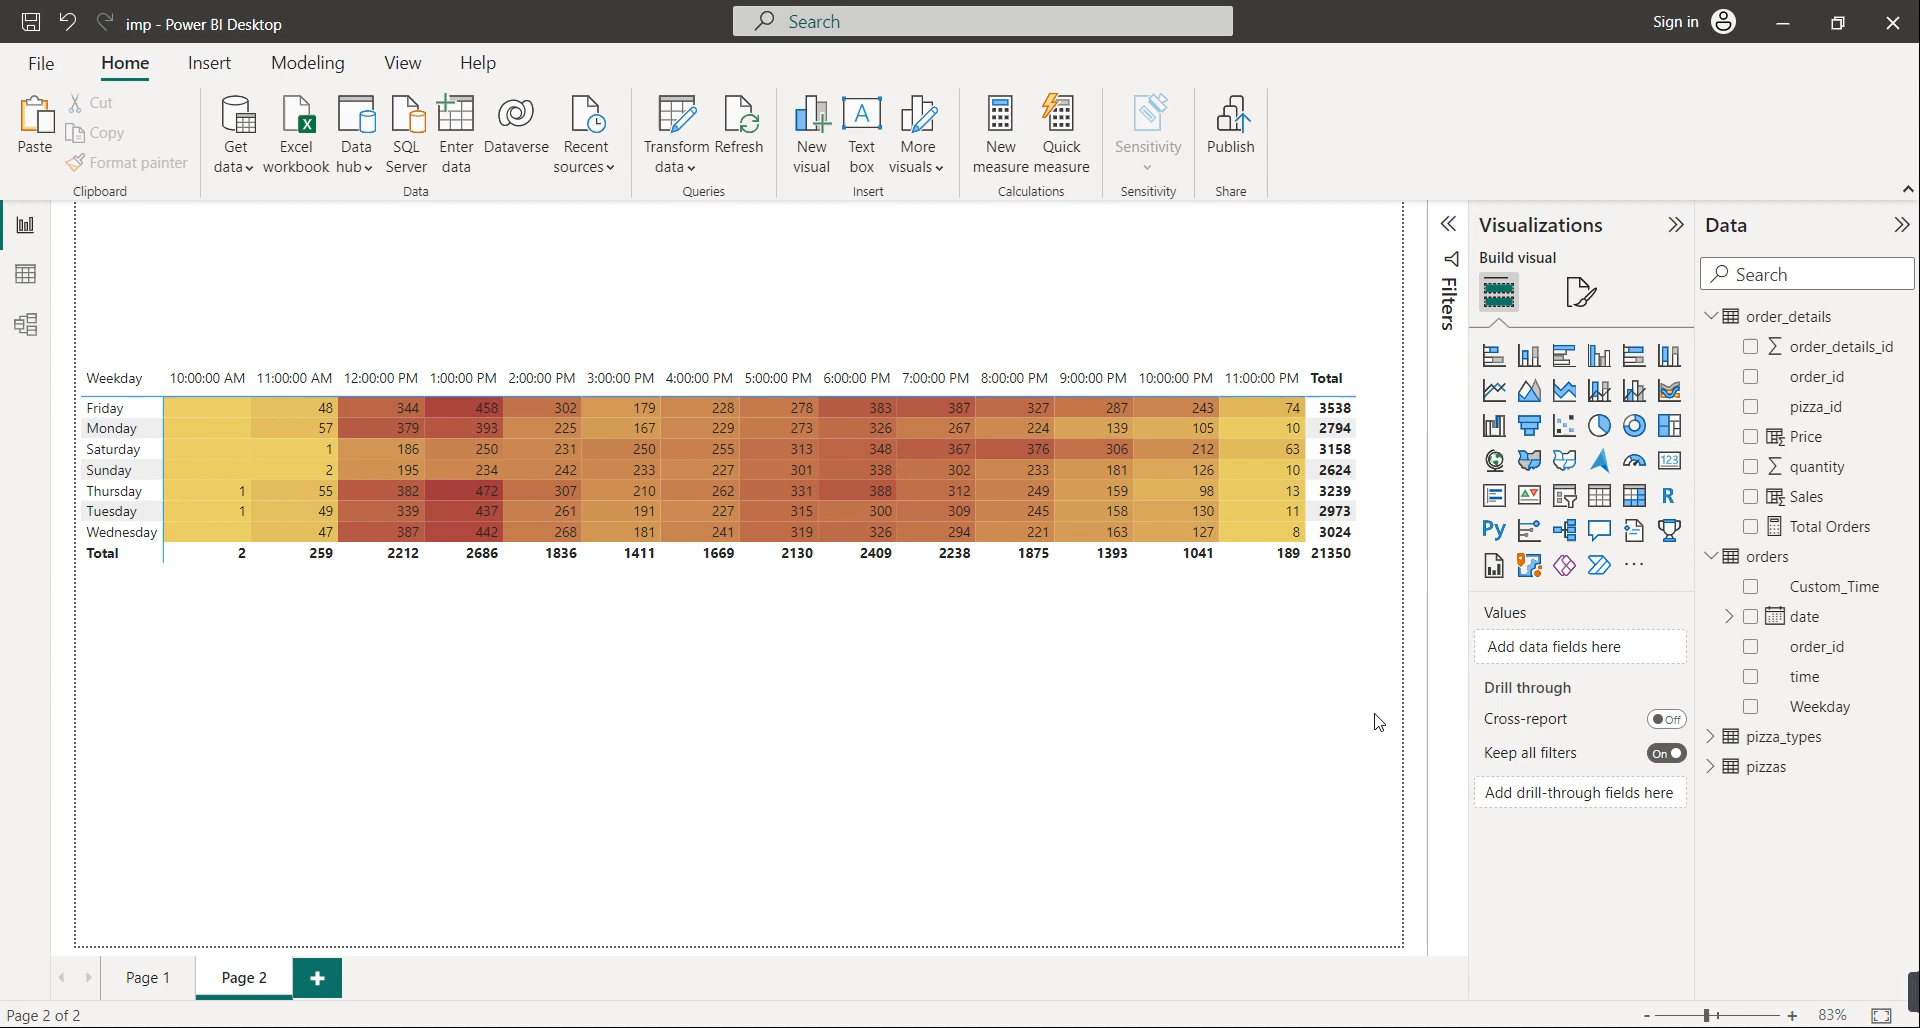 imp - Power BI Desktop
Search
Sign in
File Home Insert Modeling View Help
Paste
Cut
Copy
Format painter
Clipboard
Get data
Excel workbook
Data hub
SQL Server
Enter data
Dataverse
Recent sources
Data
Transform data
Refresh
Queries
New visual
A
Text box
More visuals
Insert
New measure
Quick measure
Calculations
Sensitivity
Sensitivity
Publish
Share
Weekday 10:00:00 AM 11:00:00 AM 12:00:00 PM 1:00:00 PM 2:00:00 PM 3:00:00 PM 4:00:00 PM 5:00:00 PM 6:00:00 PM 7:00:00 PM 8:00:00 PM 9:00:00 PM 10:00:00 PM 11:00:00 PM Total
Friday 48 344 458 302 179 228 278 383 387 327 287 243 74 3538
Monday 57 379 393 225 167 229 273 326 267 224 139 105 10 2794
Saturday 1 186 250 231 250 255 313 348 367 376 306 212 63 3158
Sunday 2 195 234 242 233 227 301 338 302 233 181 126 10 2624
Thursday 1 55 382 472 307 210 262 331 388 312 249 159 98 13 3239
Tuesday 1 49 339 437 261 191 227 315 300 309 245 158 130 11 2973
Wednesday 47 387 442 268 181 241 319 326 294 221 163 127 8 3024
Total 2 259 2212 2686 1836 1411 1669 2130 2409 2238 1875 1393 1041 189 21350
Filters
Visualizations
Build visual
123
R
Py
...
Values
Add data fields here
Drill through
Cross-report Off
Keep all filters On
Add drill-through fields here
Data
Search
order_details
order_details_id
order_id
pizza_id
Price
quantity
Sales
Total Orders
orders
Custom_Time
date
order_id
time
Weekday
pizza_types
pizzas
Page 1 Page 2 +
Page 2 of 2
- + 83%